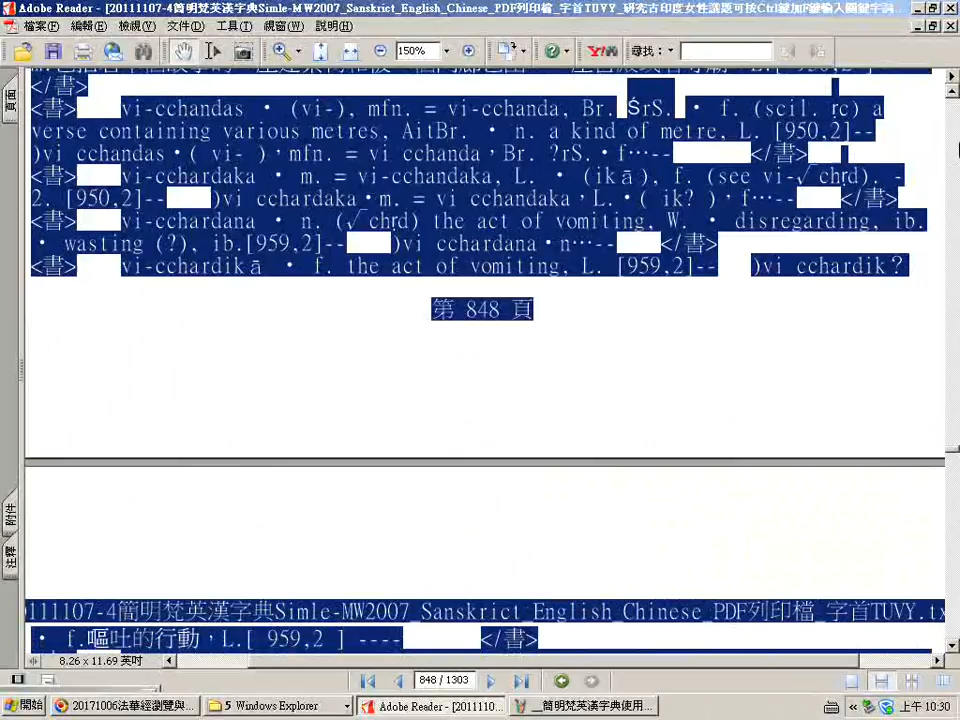 Adobe Reader - [20111107-4簡明梵英漢字典Simle-MW2007_Sanskrict_English_Chinese_PDF列印檔_字首TUVY_研究古印度女性議題可按Ctrl鍵加F鍵輸入關鍵字詞...
檔案(F) 編輯(E) 檢視(V) 文件(D) 工具(T) 視窗(W) 說明(H)
150% Y! 尋找:
頁面
</書>
<書> vi-cchandas • (vi-), mfn. = vi-cchanda, Br. ŚrS. • f. (scil. ṛc) a
verse containing various metres, AitBr. • n. a kind of metre, L. [950,2]--
)vi cchandas•( vi- ),mfn. = vi cchanda,Br. ?rS.•f…-- </書>
<書> vi-cchardaka • m. = vi-cchandaka, L. • (ikā), f. (see vi-√chṛd). -
2. [950,2]-- )vi cchardaka•m. = vi cchandaka,L.•( ik? ),f…-- </書>
<書> vi-cchardana • n. (√chṛd) the act of vomiting, W. • disregarding, ib.
• wasting (?), ib.[959,2]-- )vi cchardana•n…-- </書>
<書> vi-cchardikā • f. the act of vomiting, L. [959,2]-- )vi cchardik?
第 848 頁
111107-4簡明梵英漢字典Simle-MW2007_Sanskrict_English_Chinese_PDF列印檔_字首TUVY.tx
• f.嘔吐的行動,L.[ 959,2 ] ---- </書>
附件
注釋
8.26 x 11.69 英吋
848 / 1303
開始 20171006法華經瀏覽與... 5 Windows Explorer Adobe Reader - [201110... __簡明梵英漢字典使用... 上午 10:30